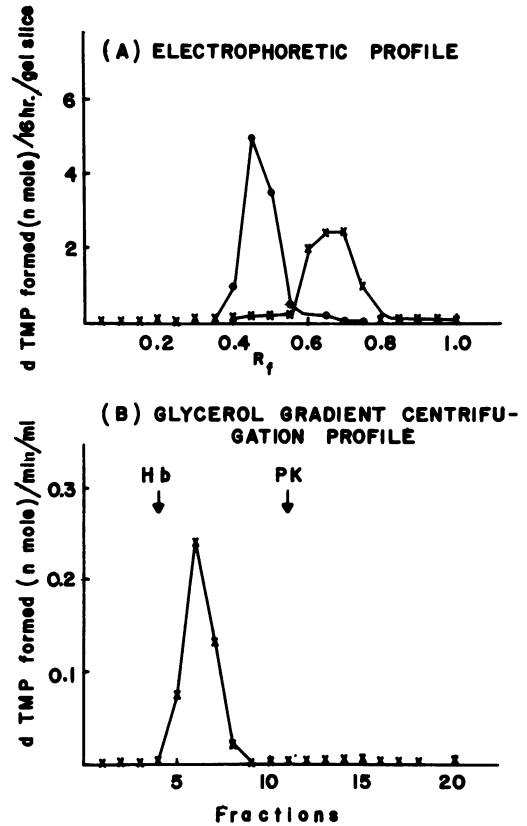 (A) ELECTROPHORETIC PROFILE
d TMP formed (n mole)/16 hr./gel slice
6
4
2
0.2 0.4 0.6 0.8 1.0
Rf
(B) GLYCEROL GRADIENT CENTRIFU-
GATION PROFILE
d TMP formed (n mole)/min/ml
Hb PK
0.3
0.2
0.1
5 10 15 20
Fractions